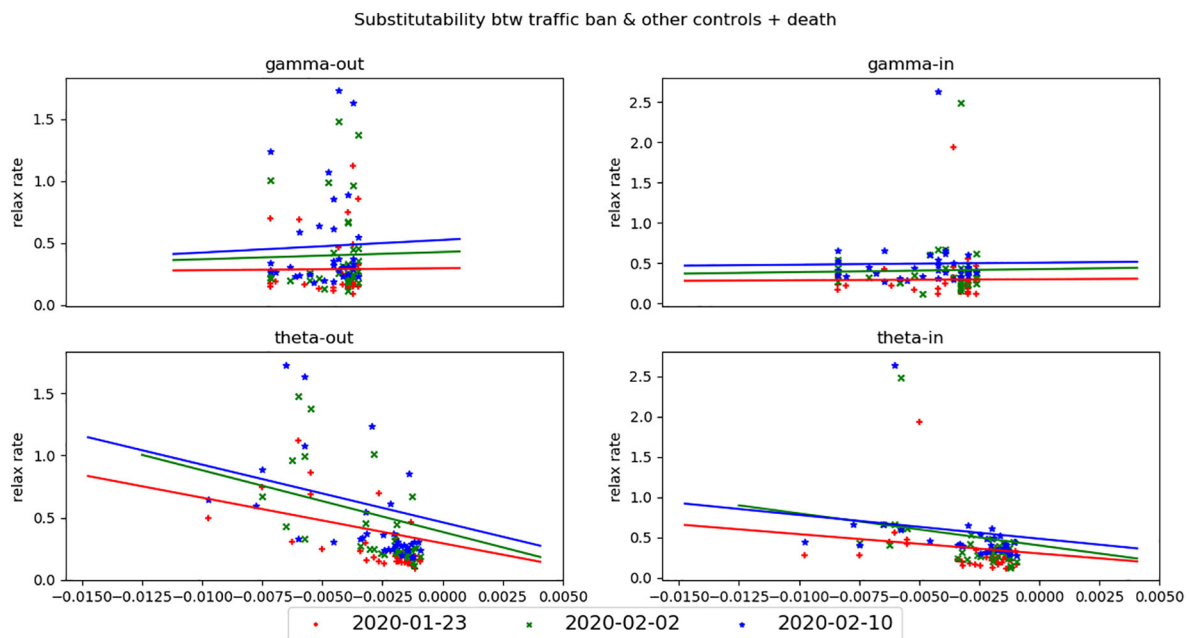 Substitutability btw traffic ban & other controls + death
gamma-out
gamma-in
relax rate
1.5
1.0
0.5
0.0
relax rate
2.5
2.0
1.5
1.0
0.5
0.0
theta-out
theta-in
relax rate
1.5
1.0
0.5
0.0
relax rate
2.5
2.0
1.5
1.0
0.5
0.0
−0.0150 −0.0125 −0.0100 −0.0075 −0.0050 −0.0025 0.0000 0.0025 0.0050
−0.0150 −0.0125 −0.0100 −0.0075 −0.0050 −0.0025 0.0000 0.0025 0.0050
2020-01-23 2020-02-02 2020-02-10